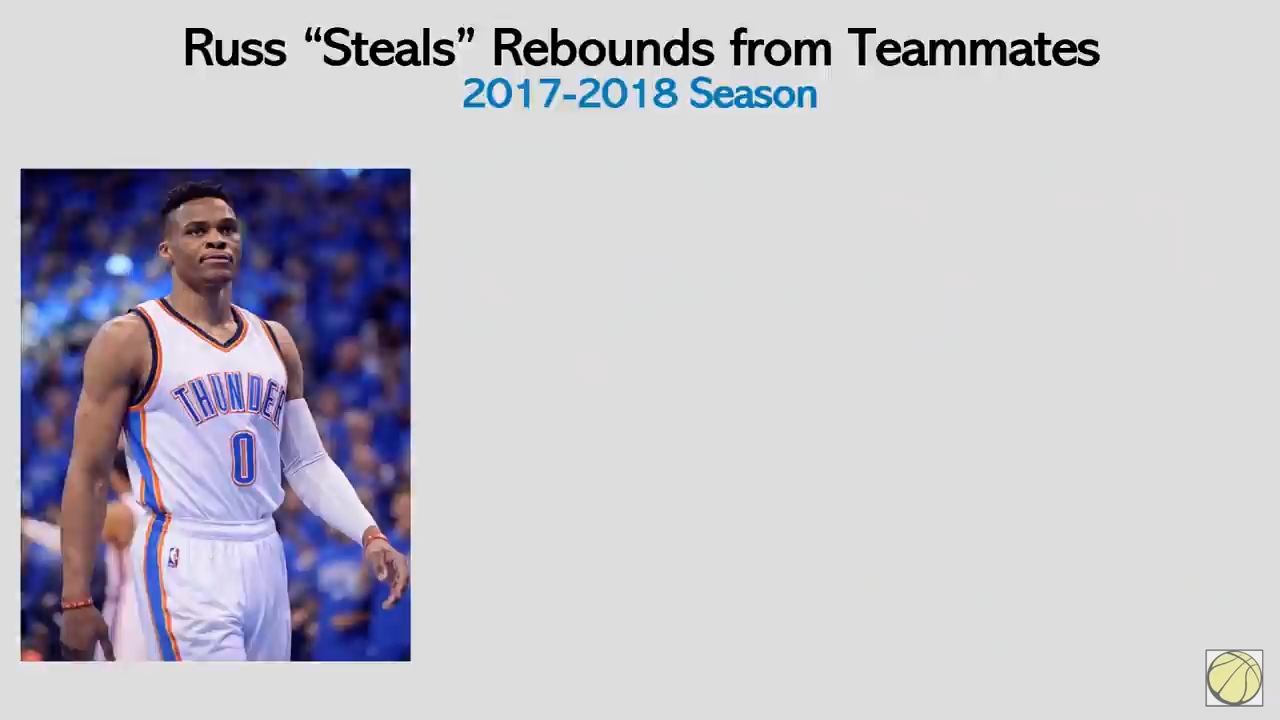 Russ “Steals” Rebounds from Teammates
2017-2018 Season
THUNDER
0